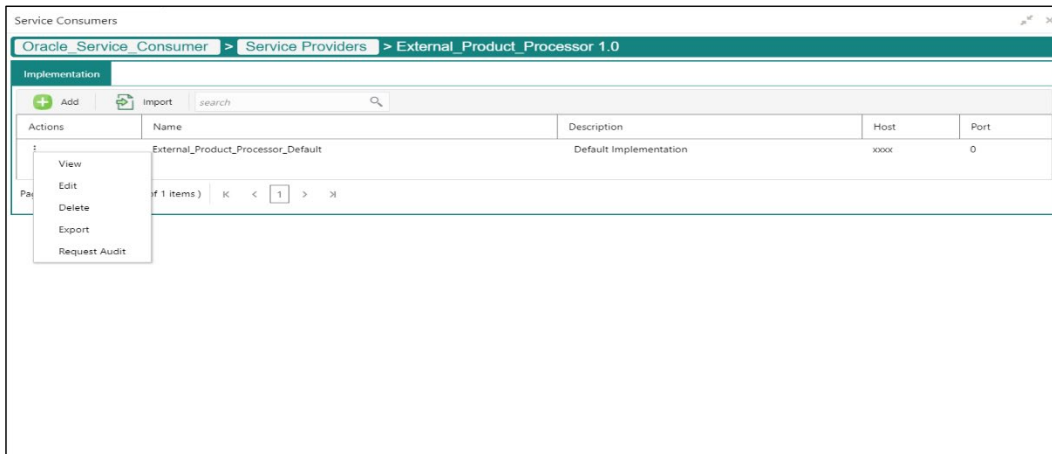 Service Consumers
Oracle_Service_Consumer > Service Providers > External_Product_Processor 1.0
Implementation
Add Import search
Actions Name Description Host Port
External_Product_Processor_Default Default Implementation xxxx 0
View
Edit
Delete
Export
Request Audit
of 1 items ) K < 1 > Ж